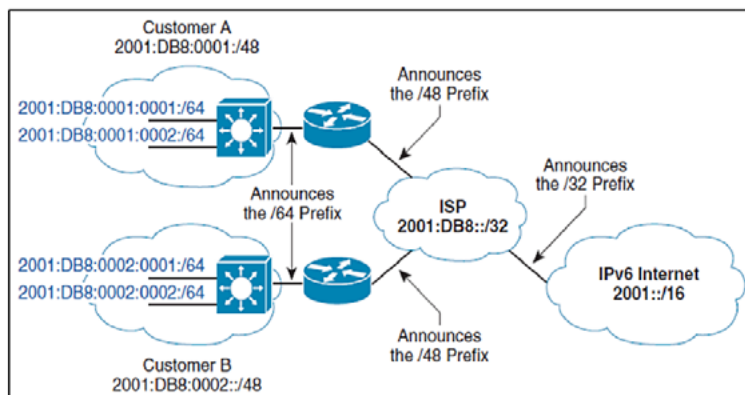 Customer A
2001:DB8:0001:/48
2001:DB8:0001:0001:/64
2001:DB8:0001:0002:/64
Announces
the /48 Prefix
Announces
the /64 Prefix
ISP
2001:DB8::/32
Announces
the /32 Prefix
IPv6 Internet
2001::/16
2001:DB8:0002:0001:/64
2001:DB8:0002:0002:/64
Announces
the /48 Prefix
Customer B
2001:DB8:0002::/48